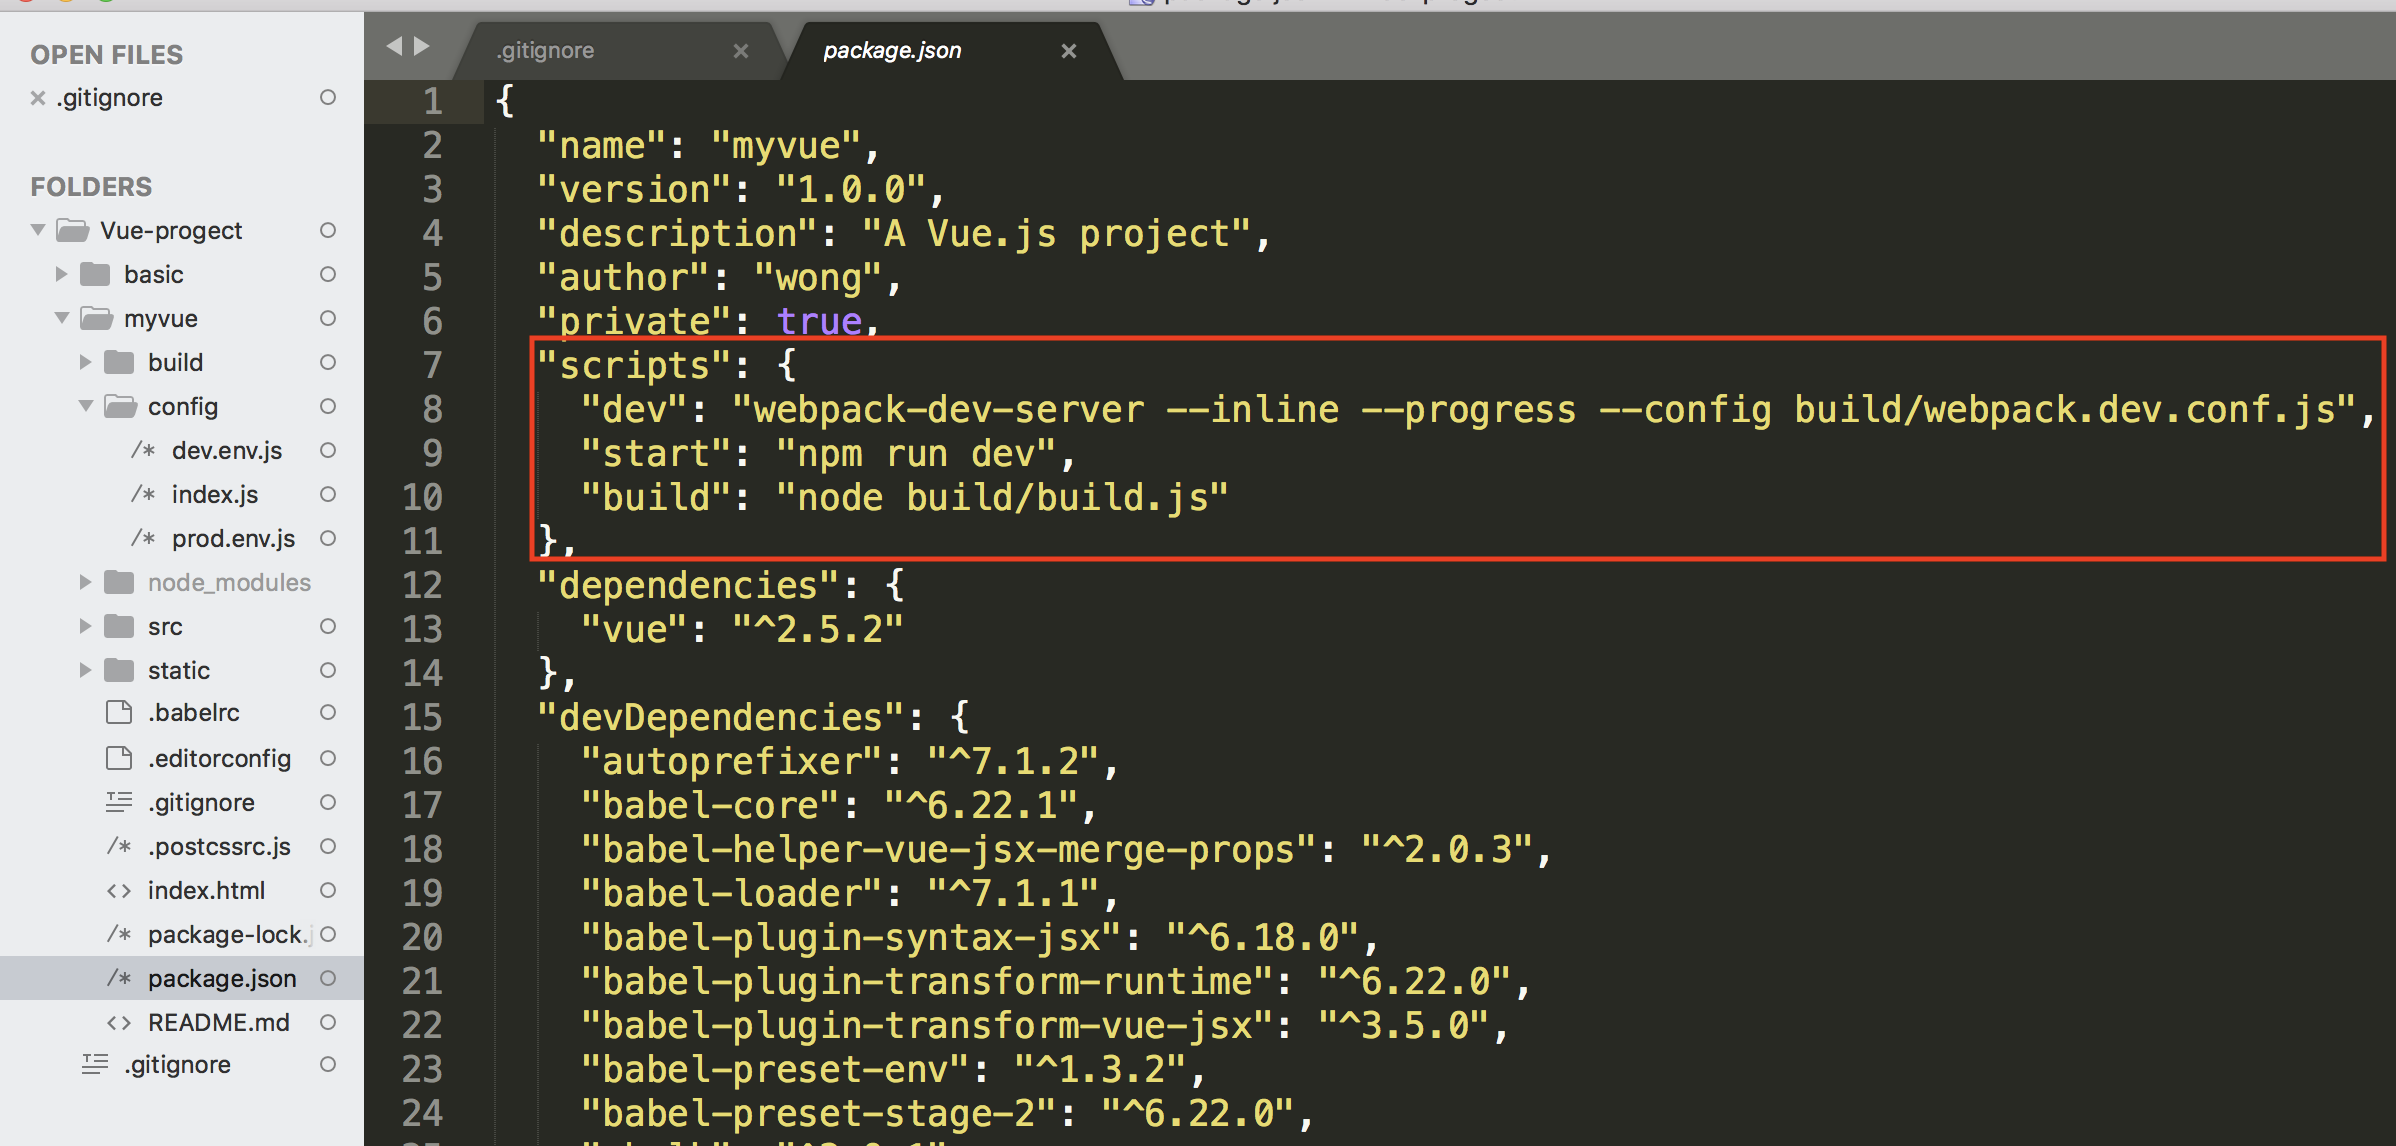 OPEN FILES
.gitignore
FOLDERS
Vue-progect
basic
myvue
build
config
/* dev.env.js
/* index.js
/* prod.env.js
node_modules
src
static
.babelrc
.editorconfig
.gitignore
/* .postcssrc.js
<> index.html
/* package-lock.j
/* package.json
<> README.md
.gitignore
.gitignore
package.json
1 {
2 "name": "myvue",
3 "version": "1.0.0",
4 "description": "A Vue.js project",
5 "author": "wong",
6 "private": true,
7 "scripts": {
8 "dev": "webpack-dev-server --inline --progress --config build/webpack.dev.conf.js",
9 "start": "npm run dev",
10 "build": "node build/build.js"
11 },
12 "dependencies": {
13 "vue": "^2.5.2"
14 },
15 "devDependencies": {
16 "autoprefixer": "^7.1.2",
17 "babel-core": "^6.22.1",
18 "babel-helper-vue-jsx-merge-props": "^2.0.3",
19 "babel-loader": "^7.1.1",
20 "babel-plugin-syntax-jsx": "^6.18.0",
21 "babel-plugin-transform-runtime": "^6.22.0",
22 "babel-plugin-transform-vue-jsx": "^3.5.0",
23 "babel-preset-env": "^1.3.2",
24 "babel-preset-stage-2": "^6.22.0",